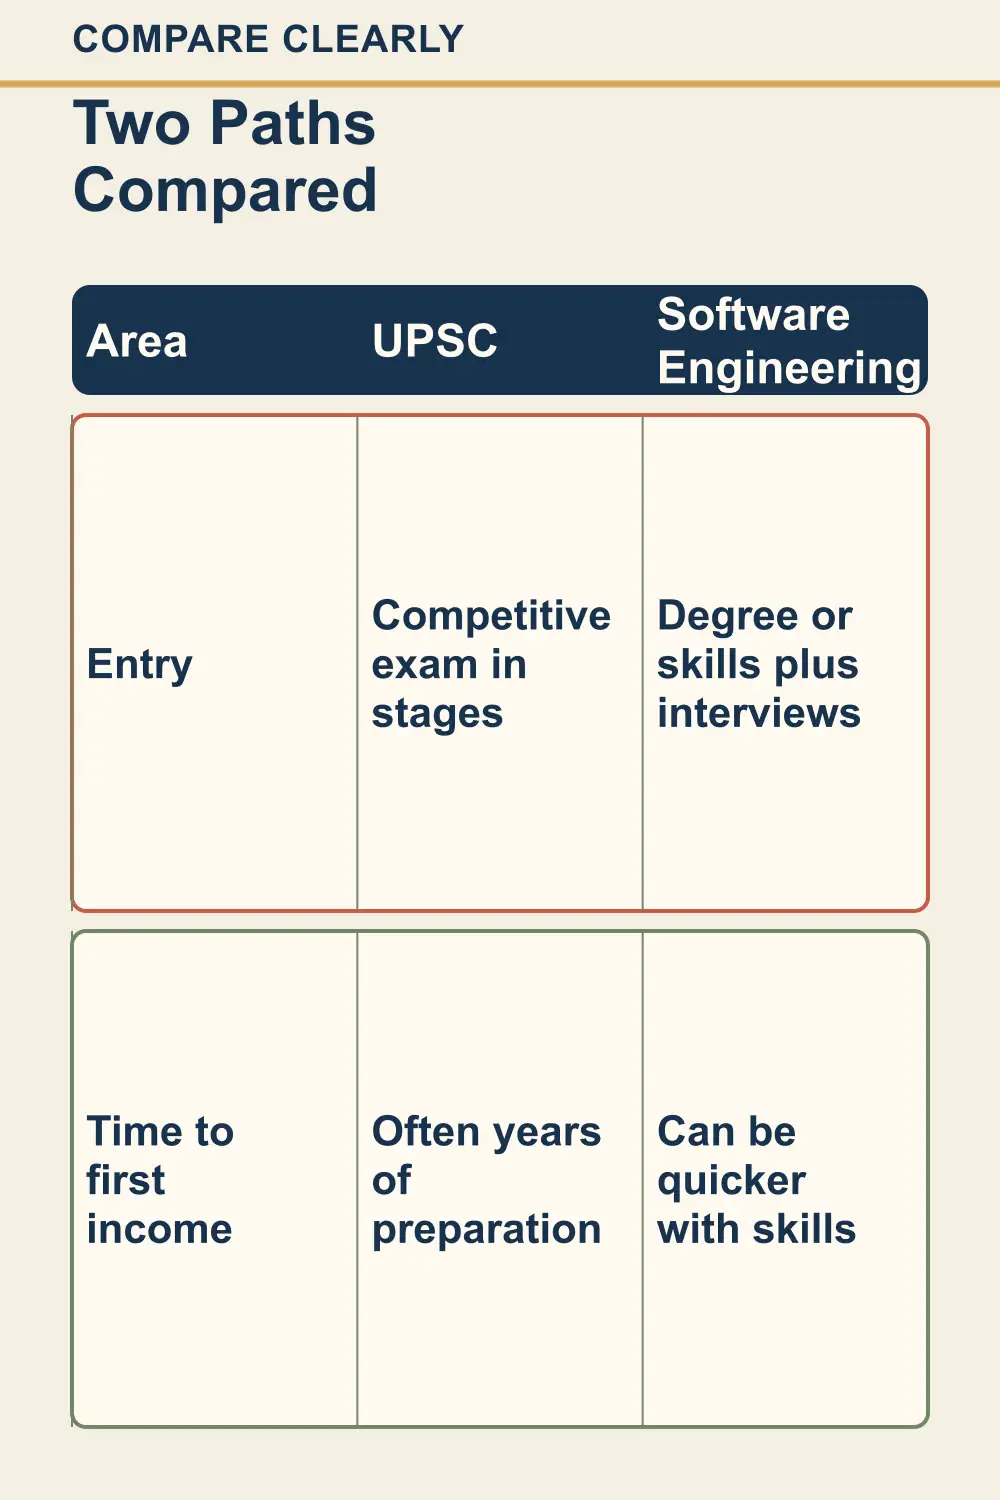 COMPARE CLEARLY
Two Paths
Compared
Area
UPSC
Software
Engineering
Entry
Competitive
exam in
stages
Degree or
skills plus
interviews
Time to
first
income
Often years
of
preparation
Can be
quicker
with skills